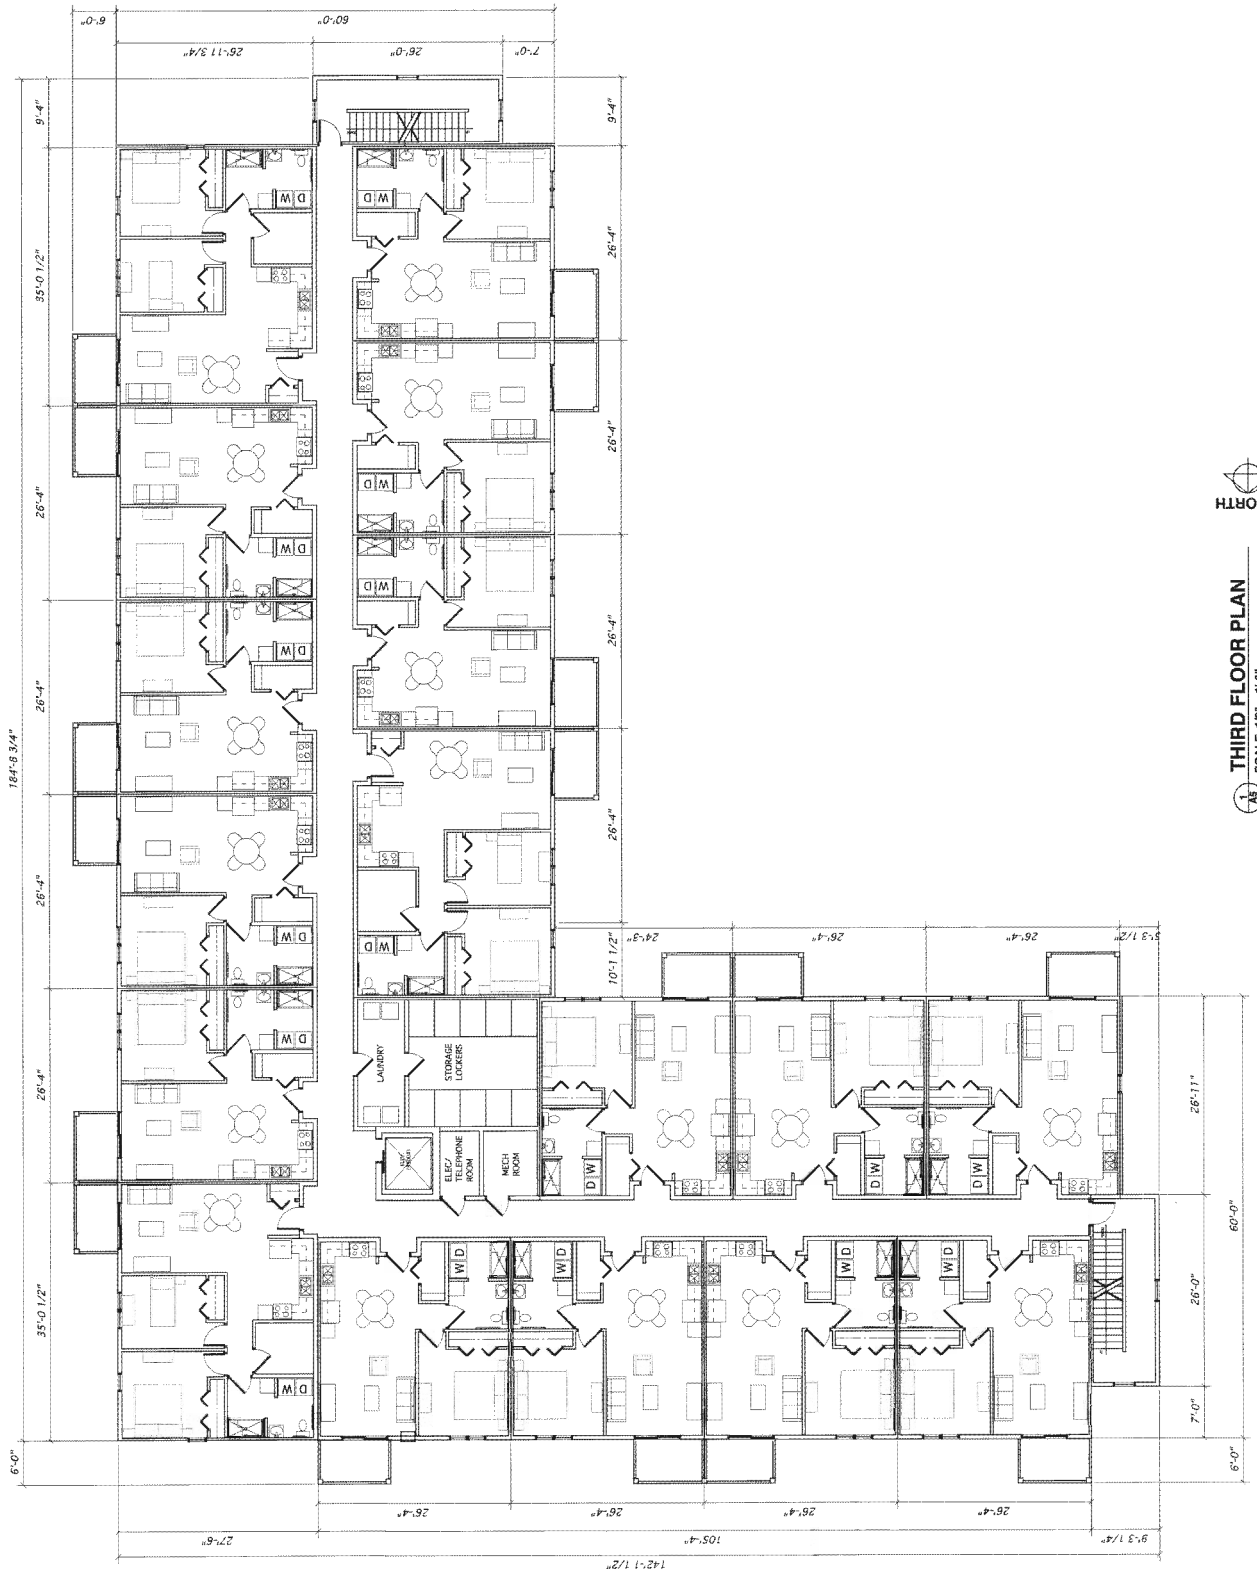 6'-0"
60'-0"
26'-11 3/4"
26'-0"
7'-0"
9'-4"
35'-0 1/2"
26'-4"
26'-4"
26'-4"
26'-4"
35'-0 1/2"
6'-0"
184'-8 3/4"
9'-4"
26'-4"
26'-4"
26'-4"
26'-4"
10'-1 1/2"
24'-3"
26'-4"
26'-4"
5'-3 1/2"
26'-11"
26'-0"
7'-0"
60'-0"
6'-0"
D W
D W
D W
D W
D W
D W
D W
D W
D W
D W
LAUNDRY
STORAGE
LOCKERS
ELEC/
TELEPHONE
ROOM
MECH
ROOM
W D
W D
W D
W D
W D
W D
W D
26'-4"
26'-4"
26'-4"
26'-4"
27'-6"
105'-4"
9'-3 1/4"
142'-1 1/2"
1
A5
THIRD FLOOR PLAN
ORTH